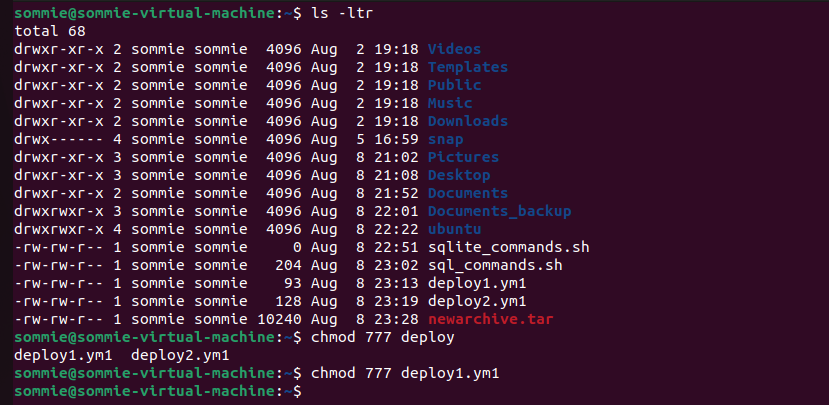 sommie@sommie-virtual-machine:~$ ls -ltr
total 68
drwxr-xr-x 2 sommie sommie  4096 Aug  2 19:18 Videos
drwxr-xr-x 2 sommie sommie  4096 Aug  2 19:18 Templates
drwxr-xr-x 2 sommie sommie  4096 Aug  2 19:18 Public
drwxr-xr-x 2 sommie sommie  4096 Aug  2 19:18 Music
drwxr-xr-x 2 sommie sommie  4096 Aug  2 19:18 Downloads
drwx------ 4 sommie sommie  4096 Aug  5 16:59 snap
drwxr-xr-x 3 sommie sommie  4096 Aug  8 21:02 Pictures
drwxr-xr-x 3 sommie sommie  4096 Aug  8 21:08 Desktop
drwxr-xr-x 2 sommie sommie  4096 Aug  8 21:52 Documents
drwxrwxr-x 3 sommie sommie  4096 Aug  8 22:01 Documents_backup
drwxrwxr-x 4 sommie sommie  4096 Aug  8 22:22 ubuntu
-rw-rw-r-- 1 sommie sommie     0 Aug  8 22:51 sqlite_commands.sh
-rw-rw-r-- 1 sommie sommie   204 Aug  8 23:02 sql_commands.sh
-rw-rw-r-- 1 sommie sommie    93 Aug  8 23:13 deploy1.ym1
-rw-rw-r-- 1 sommie sommie   128 Aug  8 23:19 deploy2.ym1
-rw-rw-r-- 1 sommie sommie 10240 Aug  8 23:28 newarchive.tar
sommie@sommie-virtual-machine:~$ chmod 777 deploy
deploy1.ym1  deploy2.ym1
sommie@sommie-virtual-machine:~$ chmod 777 deploy1.ym1
sommie@sommie-virtual-machine:~$